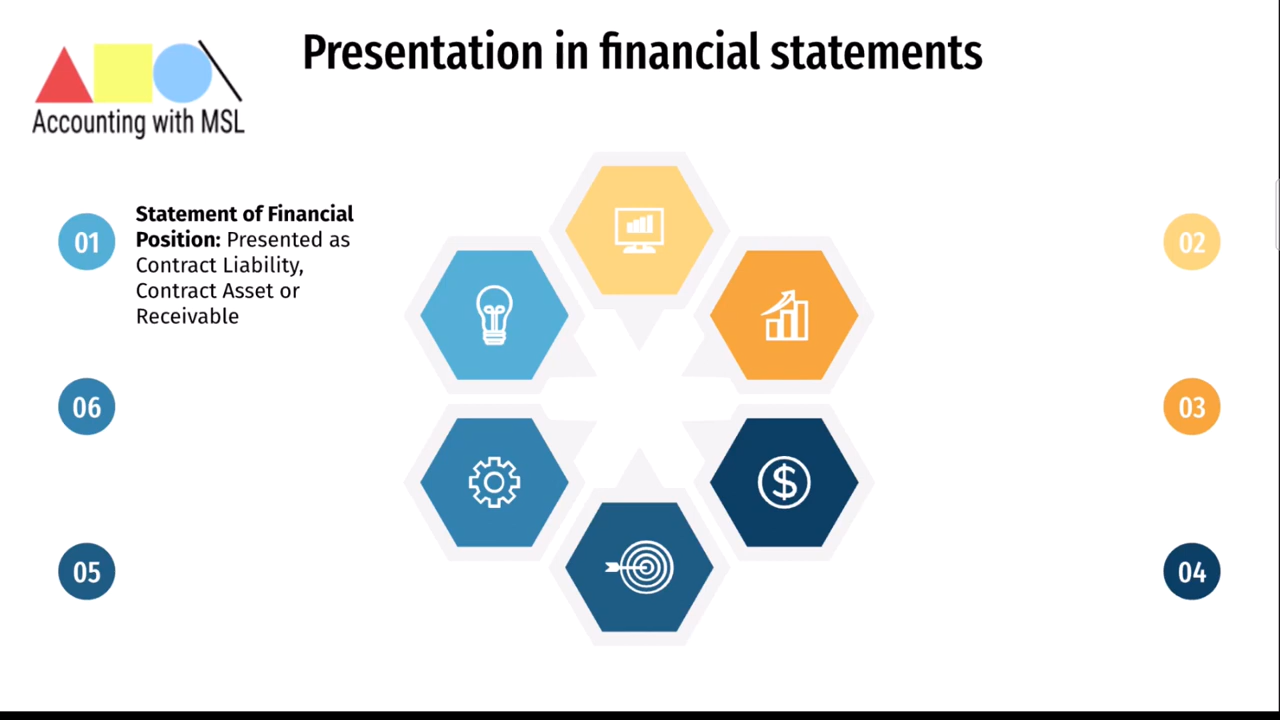 Presentation in financial statements
Accounting with MSL
01
Statement of Financial
Position: Presented as
Contract Liability,
Contract Asset or
Receivable
02
06
03
05
04
$